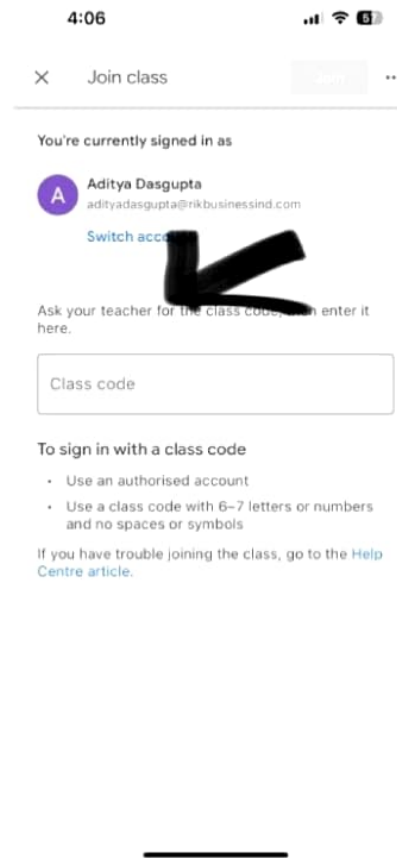 4:06
Join class
Join
You're currently signed in as
A
Aditya Dasgupta
adityadasgupta@rikbusinessind.com
Switch acco
Ask your teacher for the class code, enter it
here.
Class code
To sign in with a class code
• Use an authorised account
• Use a class code with 6–7 letters or numbers
and no spaces or symbols
If you have trouble joining the class, go to the Help
Centre article.